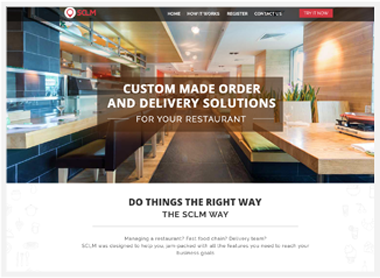 SCLM HOME HOW IT WORKS REGISTER CONTACT US TRY IT NOW
CUSTOM MADE ORDER
AND DELIVERY SOLUTIONS
FOR YOUR RESTAURANT
DO THINGS THE RIGHT WAY
THE SCLM WAY
Managing a restaurant? Fast food chain? Delivery team?
SCLM was designed to help you, jam-packed with all the features you need to reach your
business goals